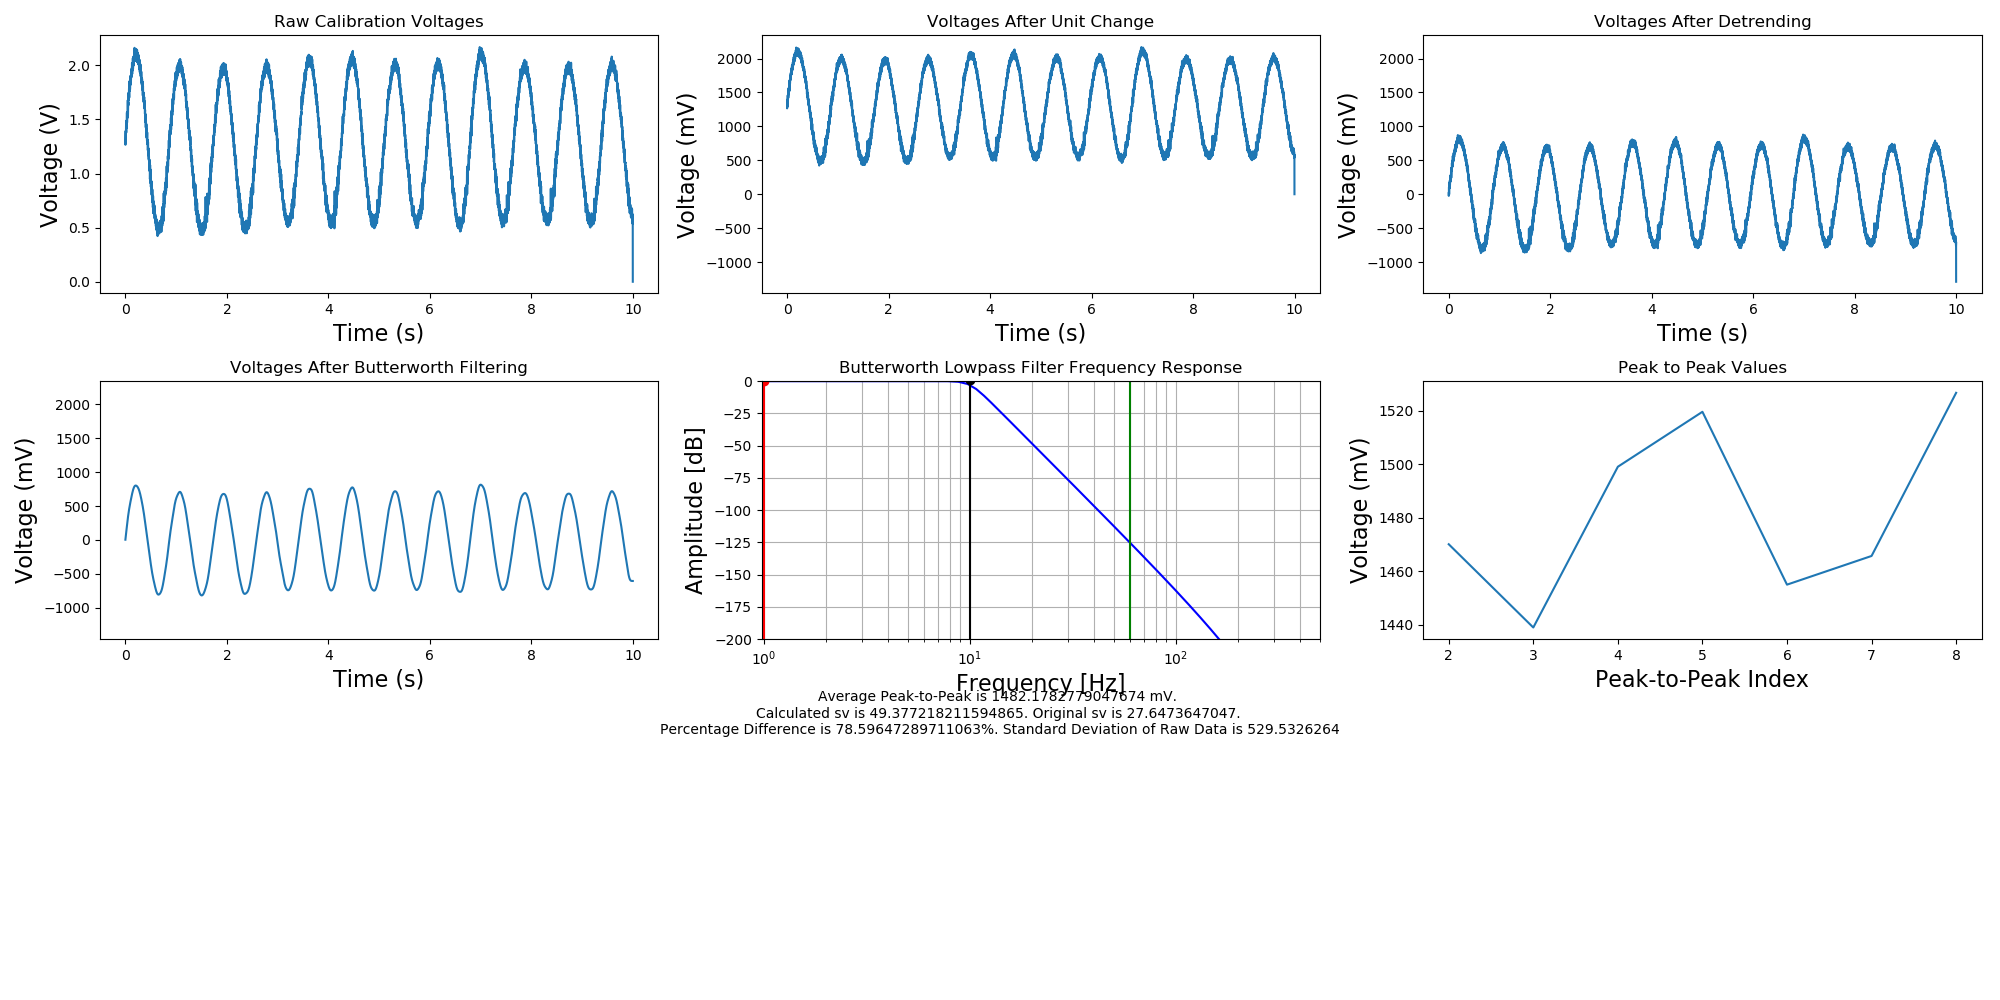 Raw Calibration Voltages
Voltage (V)
2.0
1.5
1.0
0.5
0.0
0 2 4 6 8 10
Time (s)
Voltages After Unit Change
Voltage (mV)
2000
1500
1000
500
0
−500
−1000
0 2 4 6 8 10
Time (s)
Voltages After Detrending
Voltage (mV)
2000
1500
1000
500
0
−500
−1000
0 2 4 6 8 10
Time (s)
Voltages After Butterworth Filtering
Voltage (mV)
2000
1500
1000
500
0
−500
−1000
0 2 4 6 8 10
Time (s)
Butterworth Lowpass Filter Frequency Response
Amplitude [dB]
0
−25
−50
−75
−100
−125
−150
−175
−200
10⁰ 10¹ 10²
Frequency [Hz]
Peak to Peak Values
Voltage (mV)
1520
1500
1480
1460
1440
2 3 4 5 6 7 8
Peak-to-Peak Index
Average Peak-to-Peak is 1482.1782779047674 mV.
Calculated sv is 49.377218211594865. Original sv is 27.6473647047.
Percentage Difference is 78.59647289711063%. Standard Deviation of Raw Data is 529.5326264